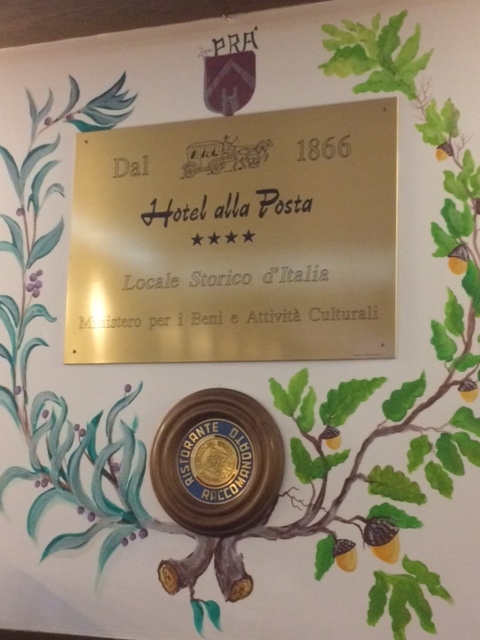 PRA'
Dal 1866
Hotel alla Posta
Locale Storico d'Italia
Ministero per i Beni e Attività Culturali
RISTORANTE
RACCOMANDATO